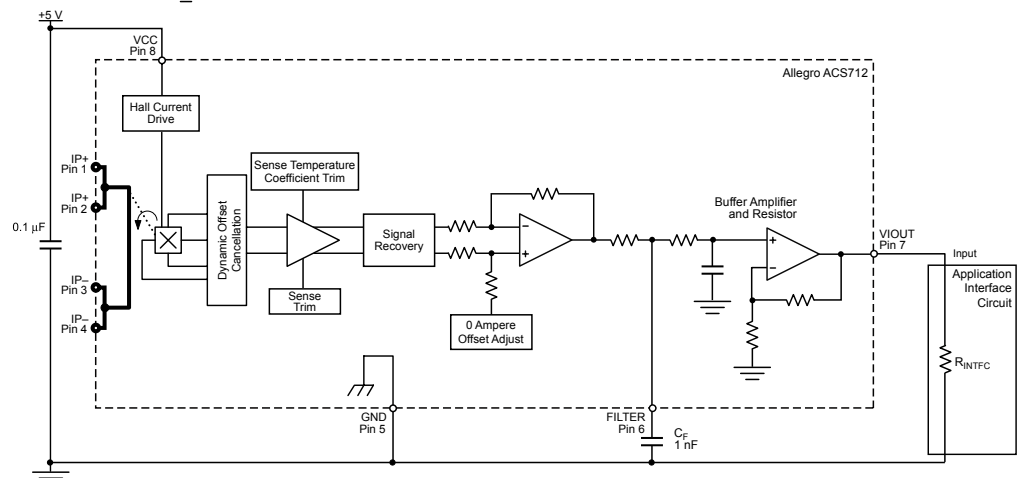 +5 V
VCC
Pin 8
Allegro ACS712
Hall Current
Drive
IP+
Pin 1
IP+
Pin 2
IP–
Pin 3
IP–
Pin 4
0.1 µF
Dynamic Offset
Cancellation
Sense Temperature
Coefficient Trim
Sense
Trim
Signal
Recovery
0 Ampere
Offset Adjust
Buffer Amplifier
and Resistor
VIOUT
Pin 7
Input
Application
Interface
Circuit
RINTFC
GND
Pin 5
FILTER
Pin 6
CF
1 nF